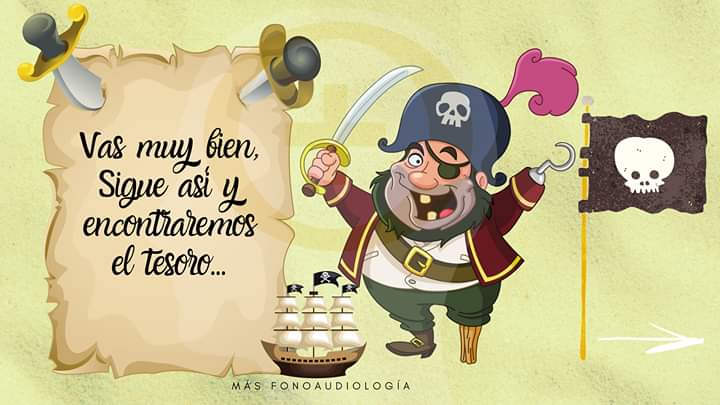 Vas muy bien,
Sigue así y
encontraremos
el tesoro...
MÁS FONOAUDIOLOGÍA